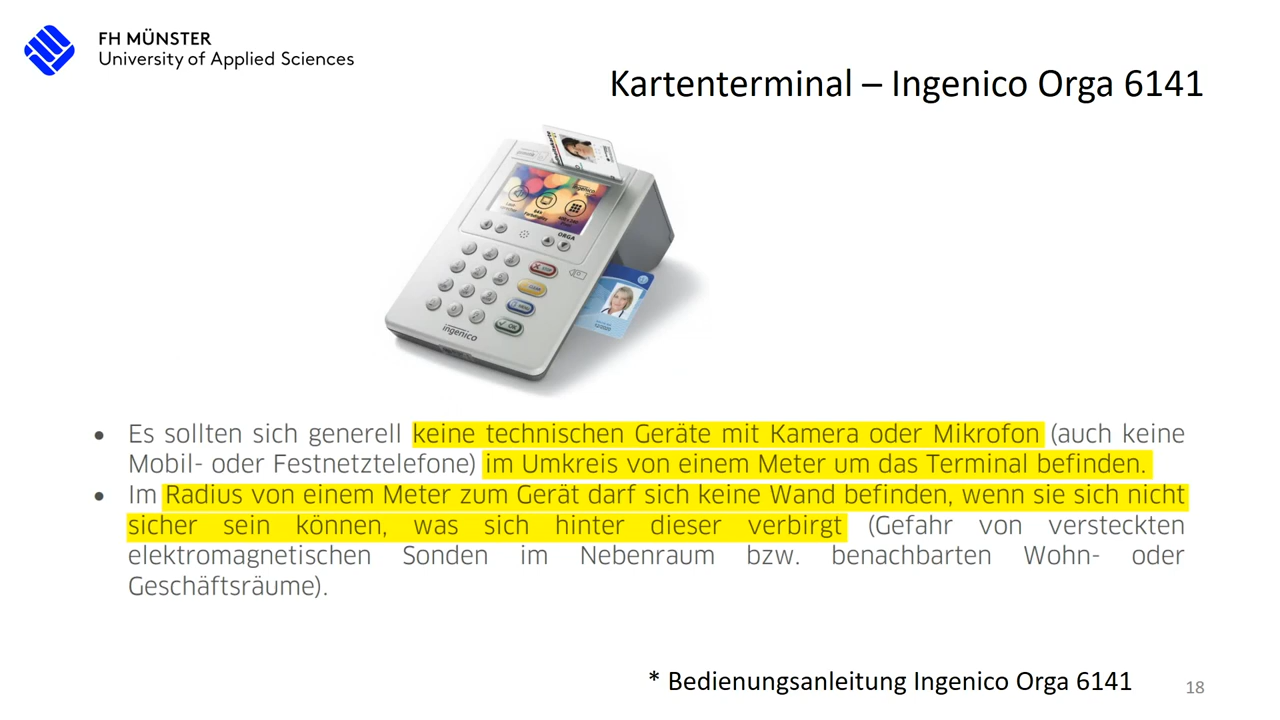 FH MÜNSTER
University of Applied Sciences
Kartenterminal – Ingenico Orga 6141
ORGA
STOP
ingenico
OK
• Es sollten sich generell keine technischen Geräte mit Kamera oder Mikrofon (auch keine
Mobil- oder Festnetztelefone) im Umkreis von einem Meter um das Terminal befinden.
• Im Radius von einem Meter zum Gerät darf sich keine Wand befinden, wenn sie sich nicht
sicher sein können, was sich hinter dieser verbirgt (Gefahr von versteckten
elektromagnetischen Sonden im Nebenraum bzw. benachbarten Wohn- oder
Geschäftsräume).
* Bedienungsanleitung Ingenico Orga 6141
18